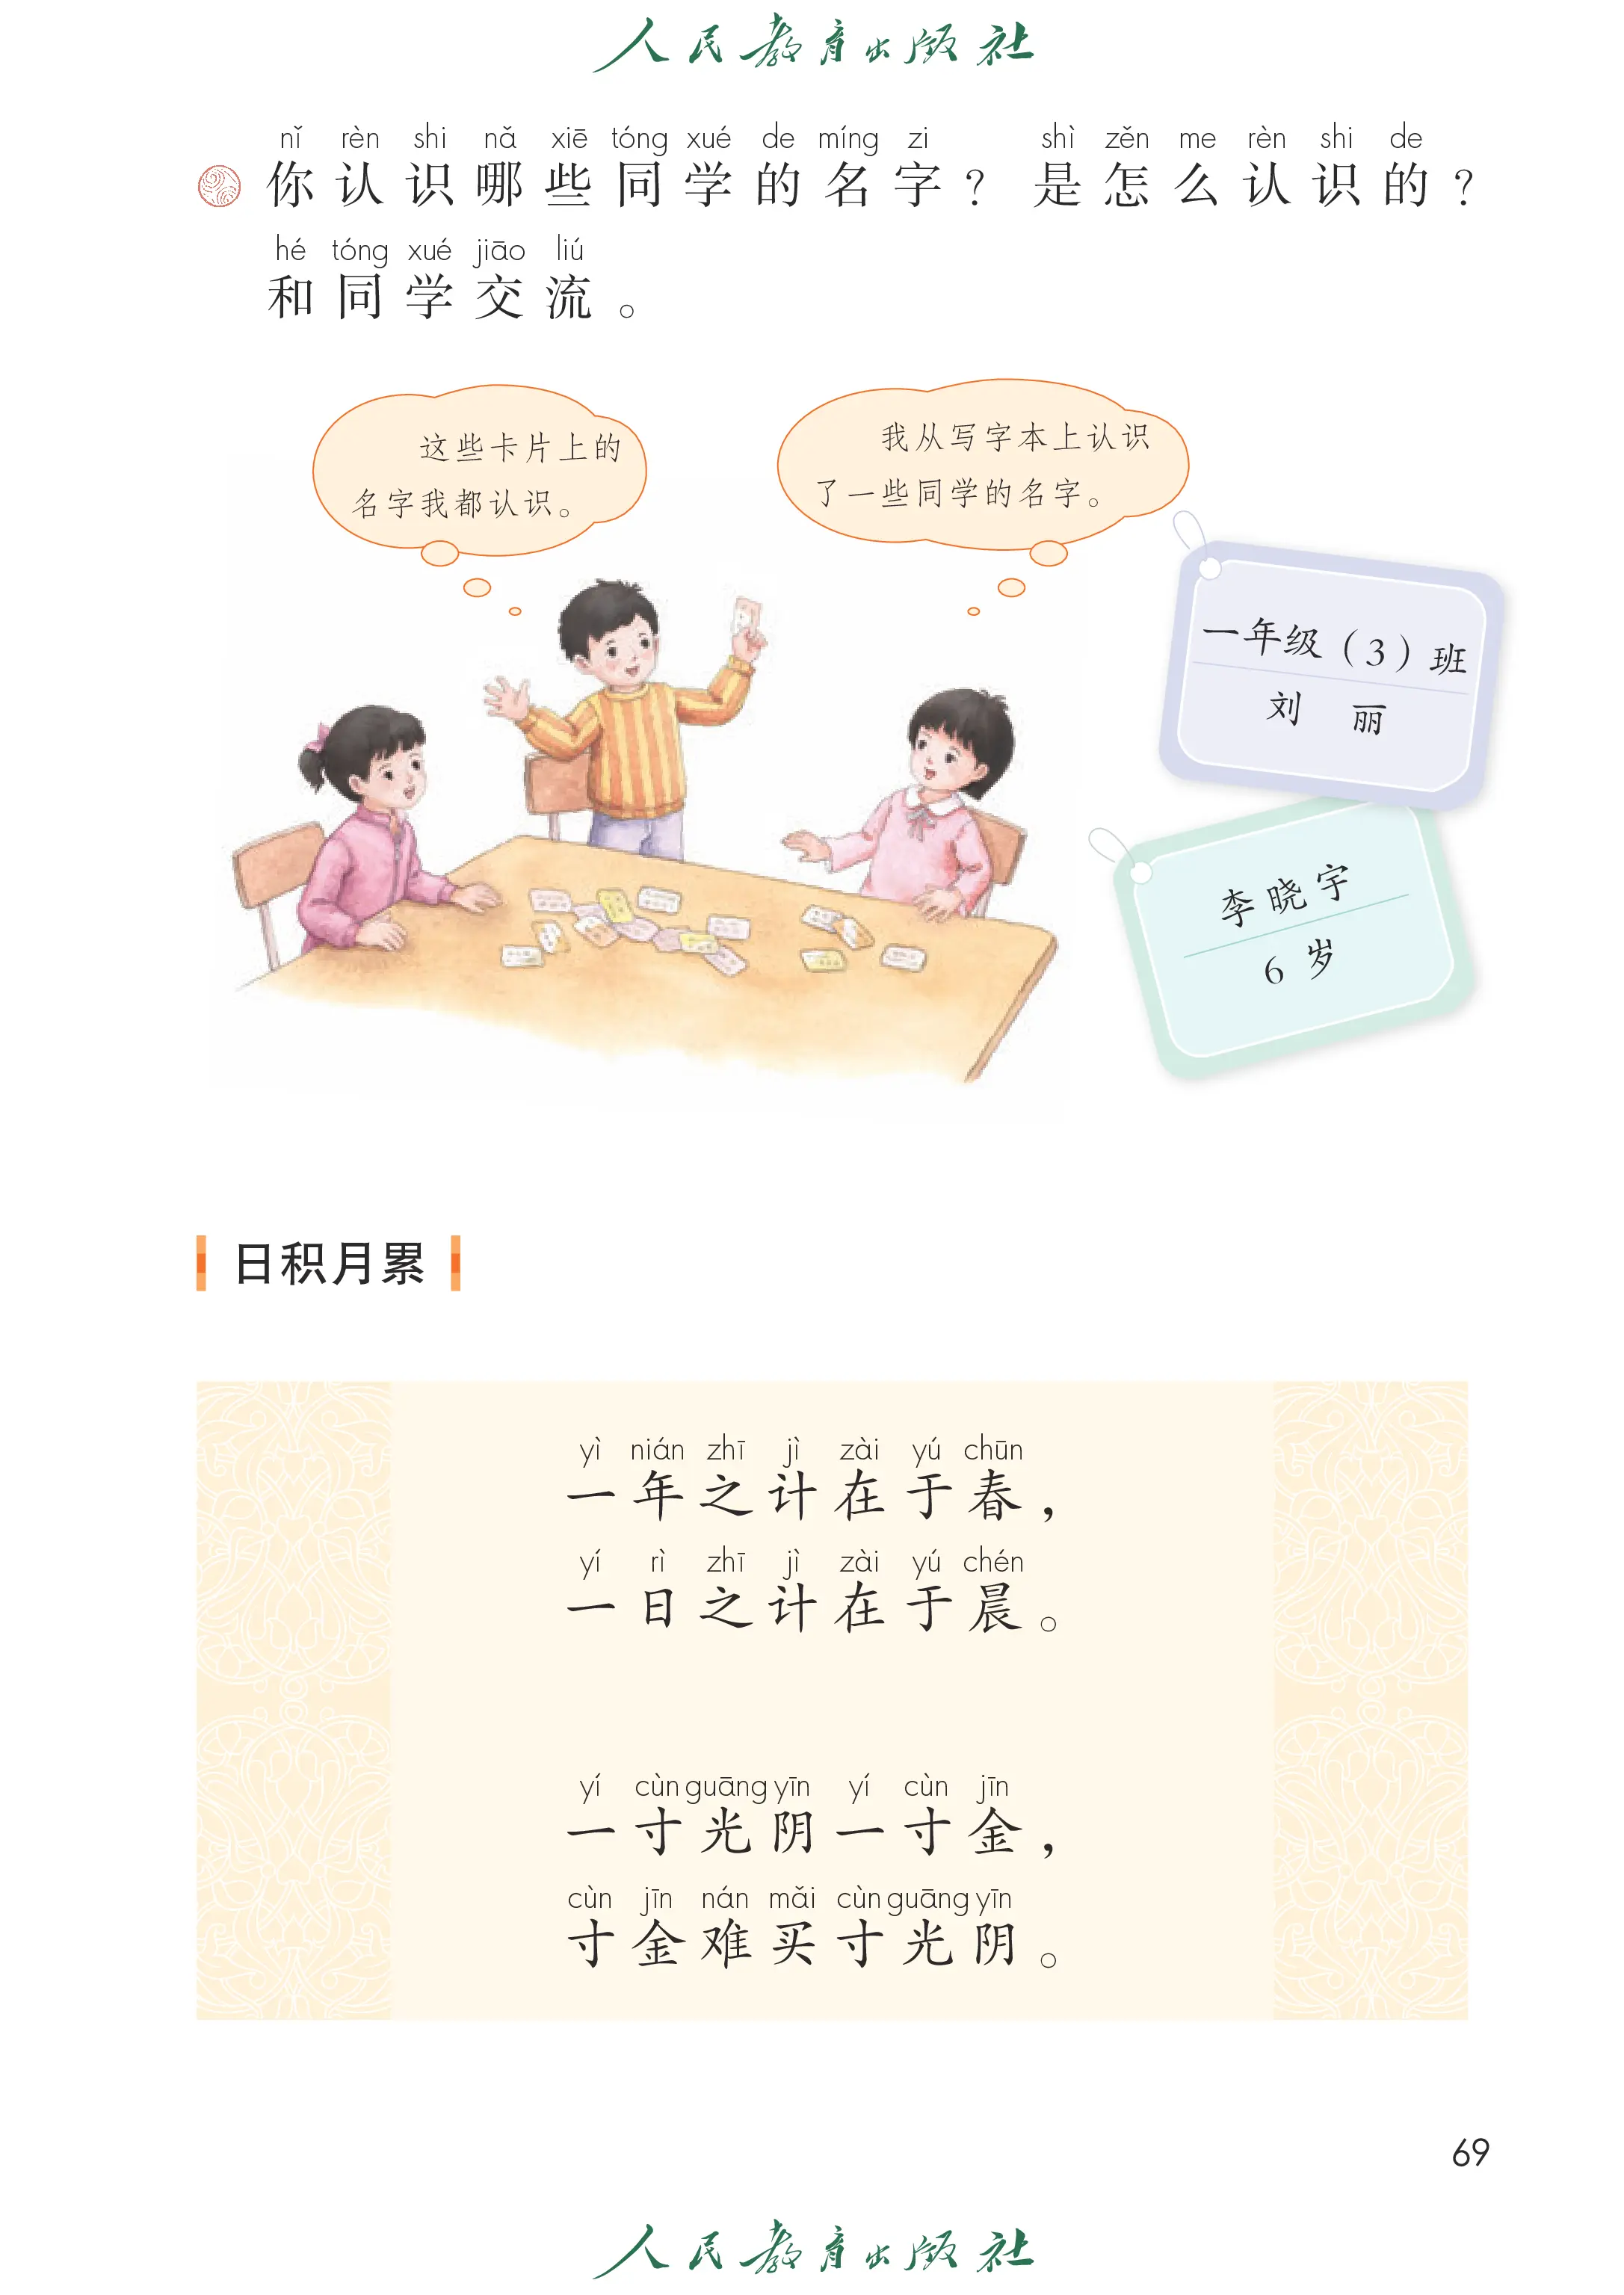 人民教育出版社
nǐ rèn shi nǎ xiē tóng xué de míng zi shì zěn me rèn shi de
你认识哪些同学的名字？ 是怎么认识的？
hé tóng xué jiāo liú
和同学交流。
这些卡片上的
名字我都认识。
我从写字本上认识
了一些同学的名字。
一年级（3）班
刘 丽
李晓宇
6 岁
日积月累
yì nián zhī jì zài yú chūn
一年之计在于春，
yí rì zhī jì zài yú chén
一日之计在于晨。
yí cùn guāng yīn yí cùn jīn
一寸光阴一寸金，
cùn jīn nán mǎi cùn guāng yīn
寸金难买寸光阴。
69
人民教育出版社